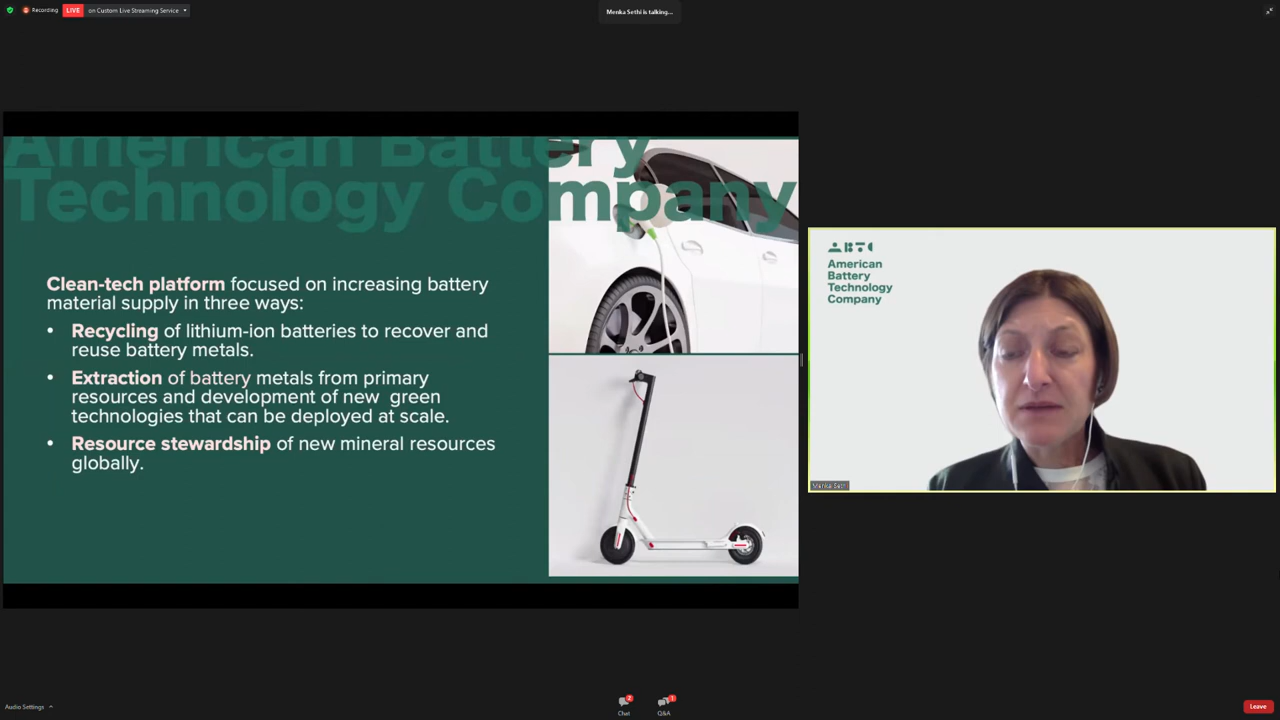 Recording
LIVE
on Custom Live Streaming Service
Menka Sethi is talking...
American Battery
Technology Company
Clean-tech platform focused on increasing battery
material supply in three ways:
• Recycling of lithium-ion batteries to recover and
reuse battery metals.
• Extraction of battery metals from primary
resources and development of new green
technologies that can be deployed at scale.
• Resource stewardship of new mineral resources
globally.
American
Battery
Technology
Company
Menka Sethi
Audio Settings
Chat
Q&A
Leave